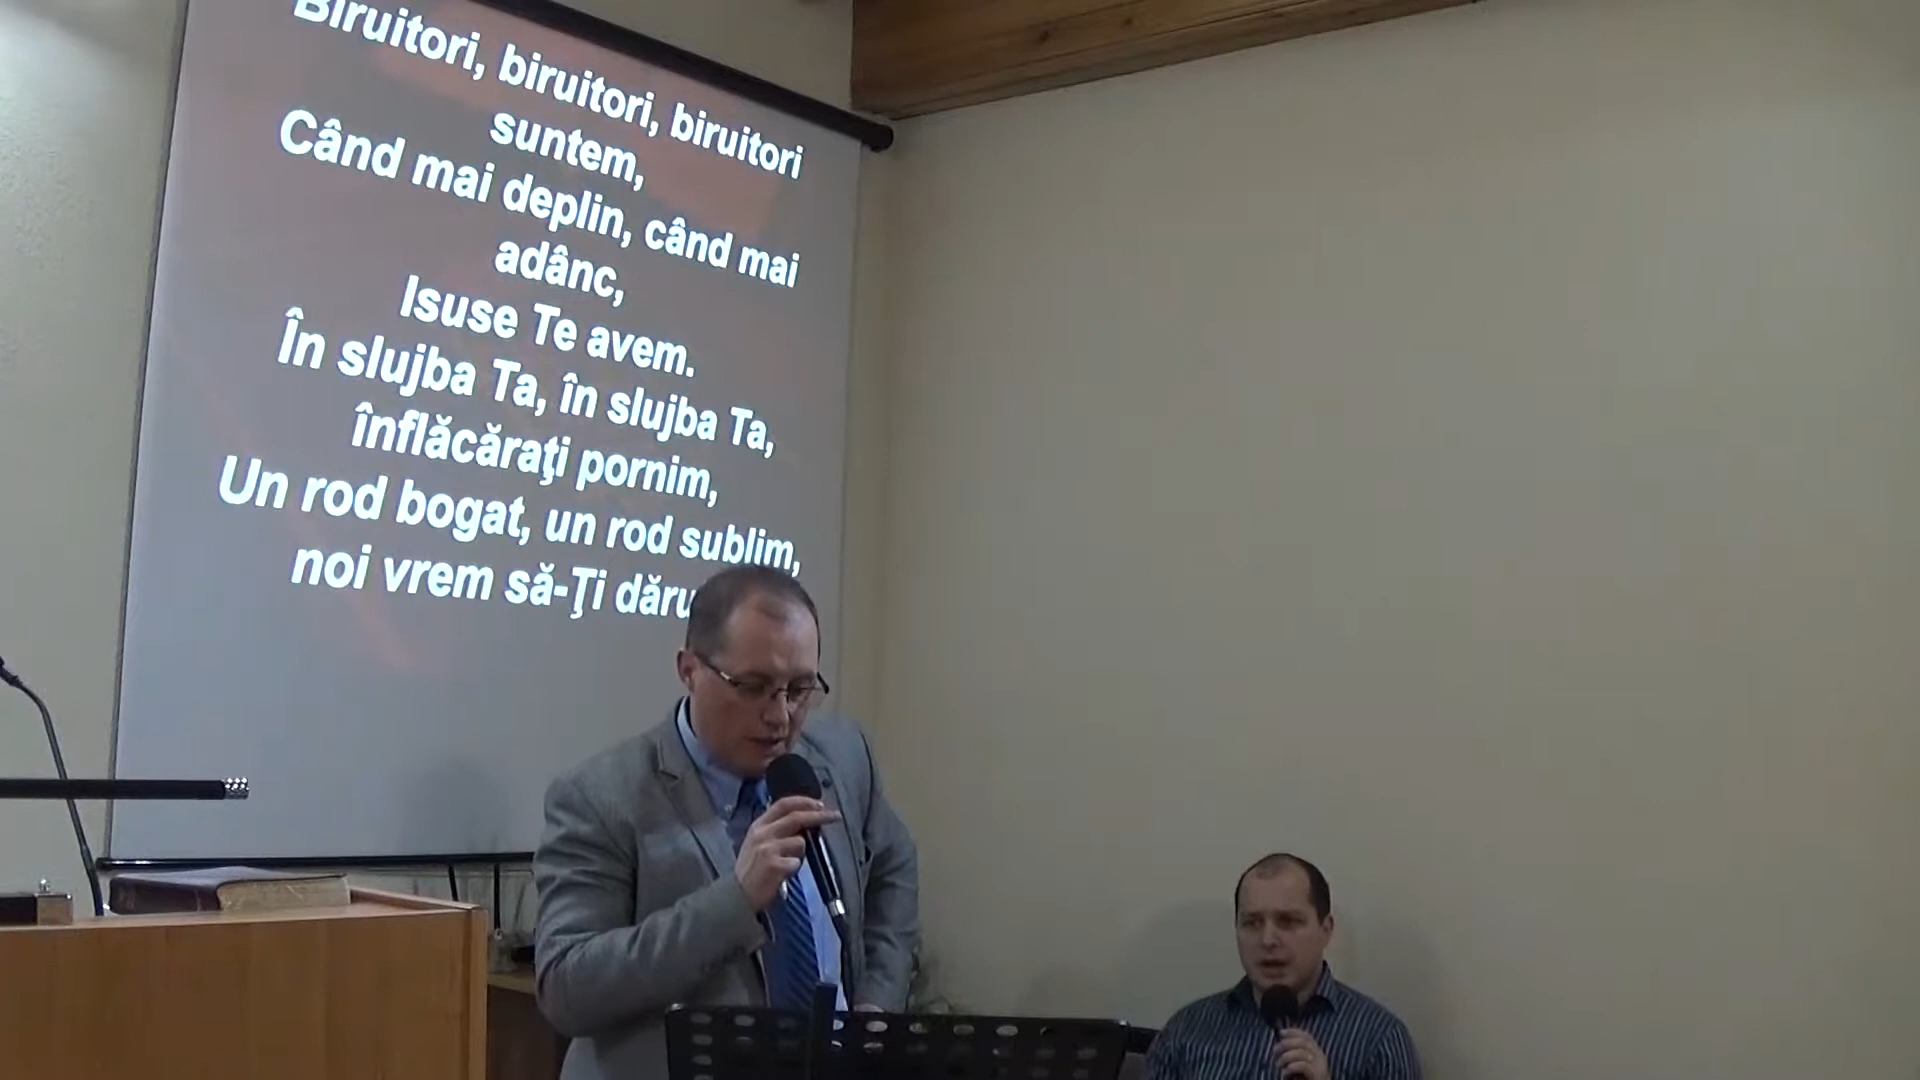 Biruitori, biruitori, biruitori
suntem,
Când mai deplin, când mai
adânc,
Isuse Te avem.
În slujba Ta, în slujba Ta,
înflăcăraţi pornim,
Un rod bogat, un rod sublim,
noi vrem să-Ţi